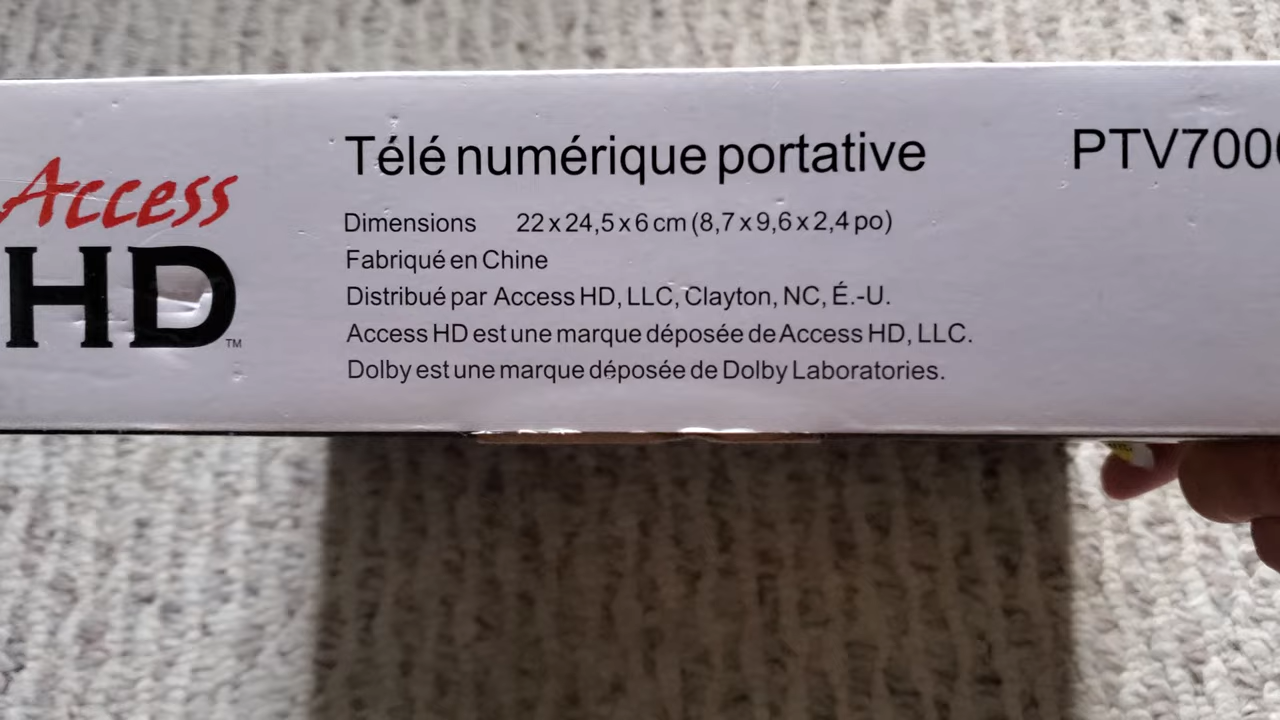 Access
HD™
Télé numérique portative
PTV700
Dimensions 22 x 24,5 x 6 cm (8,7 x 9,6 x 2,4 po)
Fabriqué en Chine
Distribué par Access HD, LLC, Clayton, NC, É.-U.
Access HD est une marque déposée de Access HD, LLC.
Dolby est une marque déposée de Dolby Laboratories.